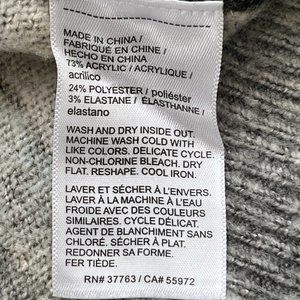 MADE IN CHINA /
FABRIQUÉ EN CHINE /
HECHO EN CHINA
73% ACRYLIC / ACRYLIQUE /
acrílico
24% POLYESTER / poliéster
3% ELASTANE / ÉLASTHANNE /
elastano
WASH AND DRY INSIDE OUT.
MACHINE WASH COLD WITH
LIKE COLORS. DELICATE CYCLE.
NON-CHLORINE BLEACH. DRY
FLAT. RESHAPE. COOL IRON.
LAVER ET SÉCHER À L'ENVERS.
LAVER À LA MACHINE À L'EAU
FROIDE AVEC DES COULEURS
SIMILAIRES. CYCLE DÉLICAT.
AGENT DE BLANCHIMENT SANS
CHLORE. SÉCHER À PLAT.
REDONNER SA FORME.
FER TIÈDE.
RN# 37763 / CA# 55972